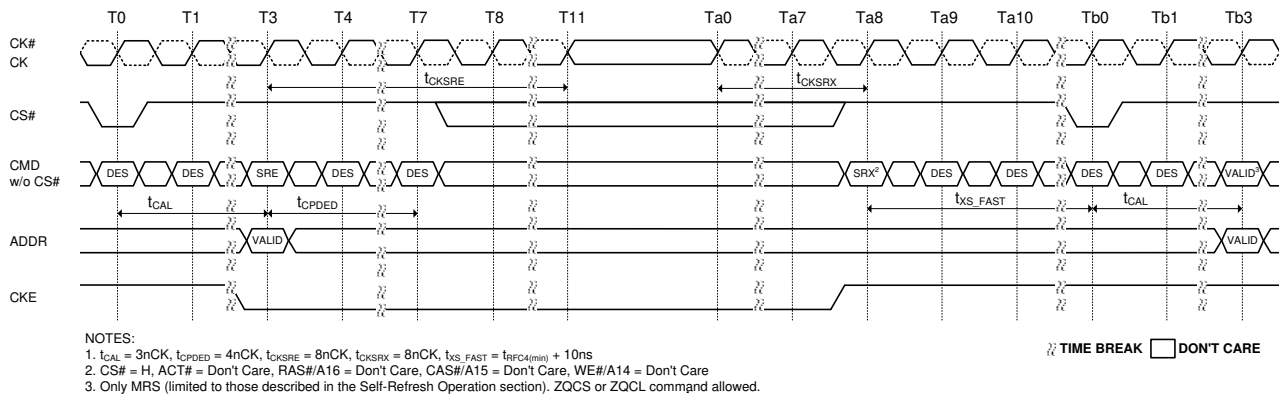 T0 T1 T3 T4 T7 T8 T11 Ta0 Ta7 Ta8 Ta9 Ta10 Tb0 Tb1 Tb3
CK#
CK
tCKSRE tCKSRX
CS#
CMD
w/o CS#
DES DES SRE DES DES SRX2 DES DES DES DES VALID3
tCAL tCPDED tXS_FAST tCAL
ADDR
VALID VALID
CKE
NOTES:
1. tCAL = 3nCK, tCPDED = 4nCK, tCKSRE = 8nCK, tCKSRX = 8nCK, tXS_FAST = tRFC4(min) + 10ns
2. CS# = H, ACT# = Don't Care, RAS#/A16 = Don't Care, CAS#/A15 = Don't Care, WE#/A14 = Don't Care
3. Only MRS (limited to those described in the Self-Refresh Operation section). ZQCS or ZQCL command allowed.
TIME BREAK DON'T CARE